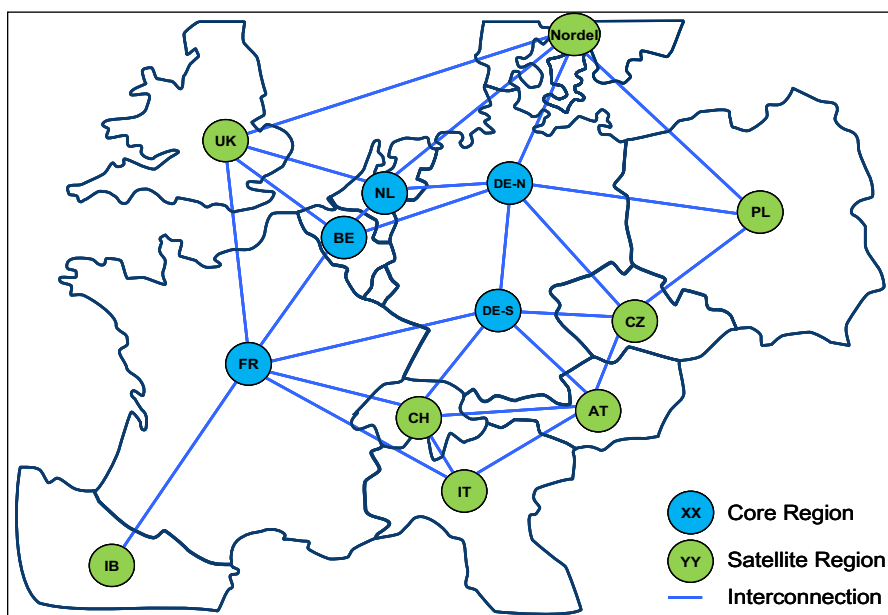 Nordel
UK
NL
DE-N
PL
BE
DE-S
CZ
FR
CH
AT
IT
IB
XX Core Region
YY Satellite Region
Interconnection